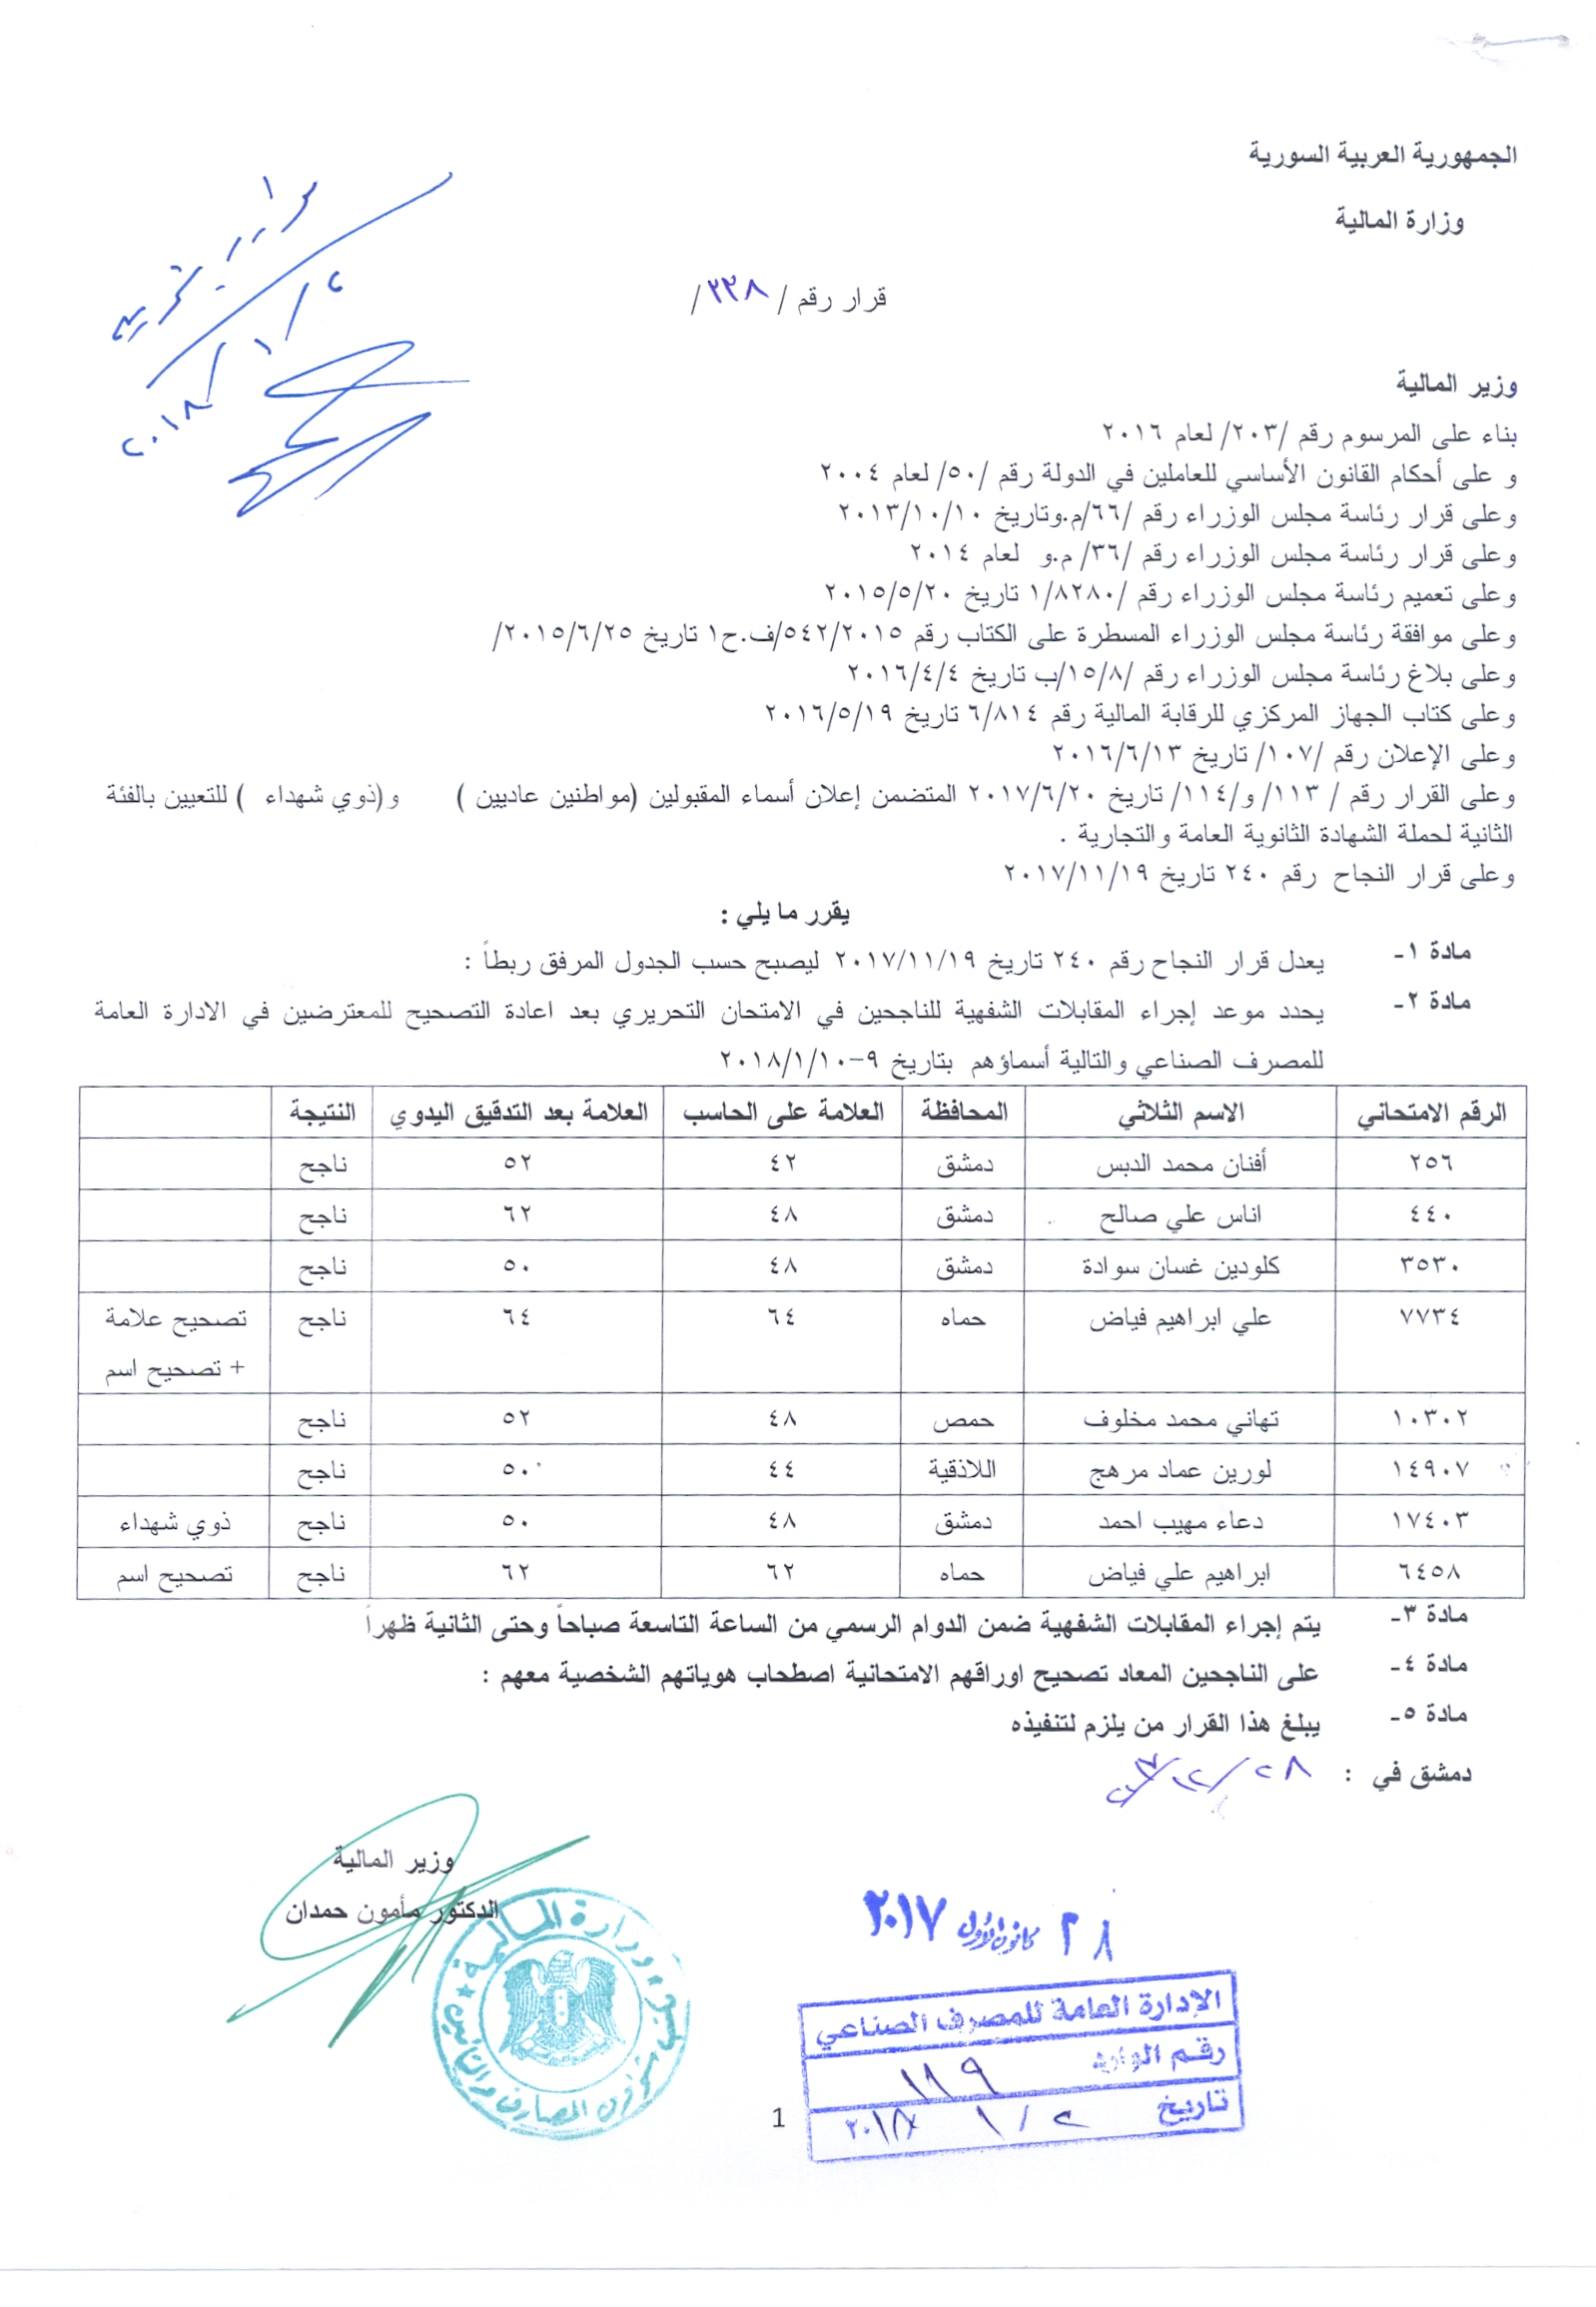 الجمهورية العربية السورية
وزارة المالية
قرار رقم / ٣٣٨ /
وزير المالية
بناء على المرسوم رقم /٢٠٣/ لعام ٢٠١٦
و على أحكام القانون الأساسي للعاملين في الدولة رقم /٥٠/ لعام ٢٠٠٤
وعلى قرار رئاسة مجلس الوزراء رقم /٦٦/م.وتاريخ ٢٠١٣/١٠/١٠
وعلى قرار رئاسة مجلس الوزراء رقم /٣٦/ م.و لعام ٢٠١٤
وعلى تعميم رئاسة مجلس الوزراء رقم /١/٨٢٨٠ تاريخ ٢٠١٥/٥/٢٠
وعلى موافقة رئاسة مجلس الوزراء المسطرة على الكتاب رقم ٥٤٢/٢٠١٥/ف.ح١ تاريخ ٢٠١٥/٦/٢٥/
وعلى بلاغ رئاسة مجلس الوزراء رقم /١٥/٨/ب تاريخ ٢٠١٦/٤/٤
وعلى كتاب الجهاز المركزي للرقابة المالية رقم ٦/٨١٤ تاريخ ٢٠١٦/٥/١٩
وعلى الإعلان رقم /١٠٧/ تاريخ ٢٠١٦/٦/١٣
وعلى القرار رقم / ١١٣/ و/١١٤/ تاريخ ٢٠١٧/٦/٢٠ المتضمن إعلان أسماء المقبولين (مواطنين عاديين ) و(ذوي شهداء ) للتعيين بالفئة
الثانية لحملة الشهادة الثانوية العامة والتجارية .
وعلى قرار النجاح رقم ٢٤٠ تاريخ ٢٠١٧/١١/١٩
يقرر ما يلي :
مادة ١- يعدل قرار النجاح رقم ٢٤٠ تاريخ ٢٠١٧/١١/١٩ ليصبح حسب الجدول المرفق ربطاً :
مادة ٢- يحدد موعد إجراء المقابلات الشفهية للناجحين في الامتحان التحريري بعد اعادة التصحيح للمعترضين في الادارة العامة
للمصرف الصناعي والتالية أسماؤهم بتاريخ ٩-٢٠١٨/١/١٠
الرقم الامتحاني الاسم الثلاثي المحافظة العلامة على الحاسب العلامة بعد التدقيق اليدوي النتيجة
٢٥٦ أفنان محمد الدبس دمشق ٤٢ ٥٢ ناجح
٤٤٠ اناس علي صالح دمشق ٤٨ ٦٢ ناجح
٣٥٣٠ كلودين غسان سوادة دمشق ٤٨ ٥٠ ناجح
٧٧٣٤ علي ابراهيم فياض حماه ٦٤ ٦٤ ناجح تصحيح علامة
+ تصحيح اسم
١٠٣٠٢ تهاني محمد مخلوف حمص ٤٨ ٥٢ ناجح
١٤٩٠٧ لورين عماد مرهج اللاذقية ٤٤ ٥٠ ناجح
١٧٤٠٣ دعاء مهيب احمد دمشق ٤٨ ٥٠ ناجح ذوي شهداء
٦٤٥٨ ابراهيم علي فياض حماه ٦٢ ٦٢ ناجح تصحيح اسم
مادة ٣- يتم إجراء المقابلات الشفهية ضمن الدوام الرسمي من الساعة التاسعة صباحاً وحتى الثانية ظهراً
مادة ٤- على الناجحين المعاد تصحيح اوراقهم الامتحانية اصطحاب هوياتهم الشخصية معهم :
مادة ٥- يبلغ هذا القرار من يلزم لتنفيذه
دمشق في : ٢٨/١٢/
وزير المالية
الدكتور مأمون حمدان
٢٨ كانون الأول ٢٠١٧
الإدارة العامة للمصرف الصناعي
رقم الوارد ١١٩
تاريخ ٢/١ ٢٠١٨
وزارة المالية
1